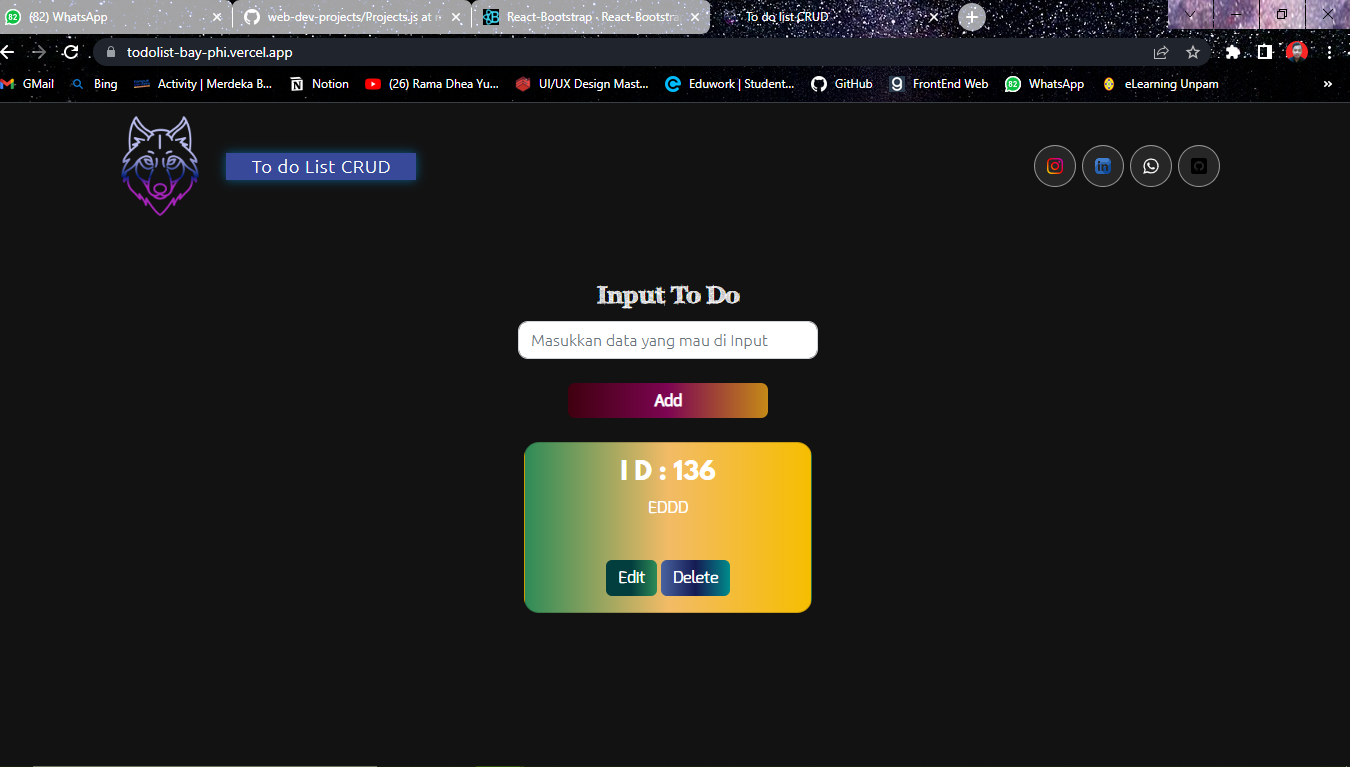 (82) WhatsApp
web-dev-projects/Projects.js at
React-Bootstrap · React-Bootstra
To do list CRUD
todolist-bay-phi.vercel.app
GMail
Bing
Activity | Merdeka B...
Notion
(26) Rama Dhea Yu...
UI/UX Design Mast...
Eduwork | Student...
GitHub
FrontEnd Web
82
WhatsApp
eLearning Unpam
To do List CRUD
Input To Do
Masukkan data yang mau di Input
Add
I D : 136
EDDD
Edit
Delete